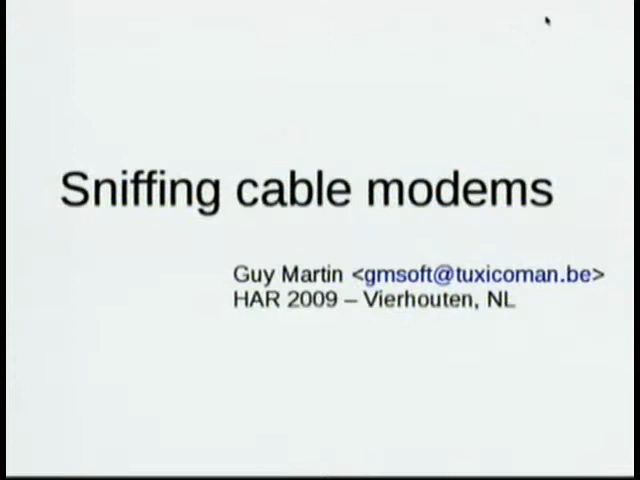 Sniffing cable modems
Guy Martin <gmsoft@tuxicoman.be>
HAR 2009 – Vierhouten, NL